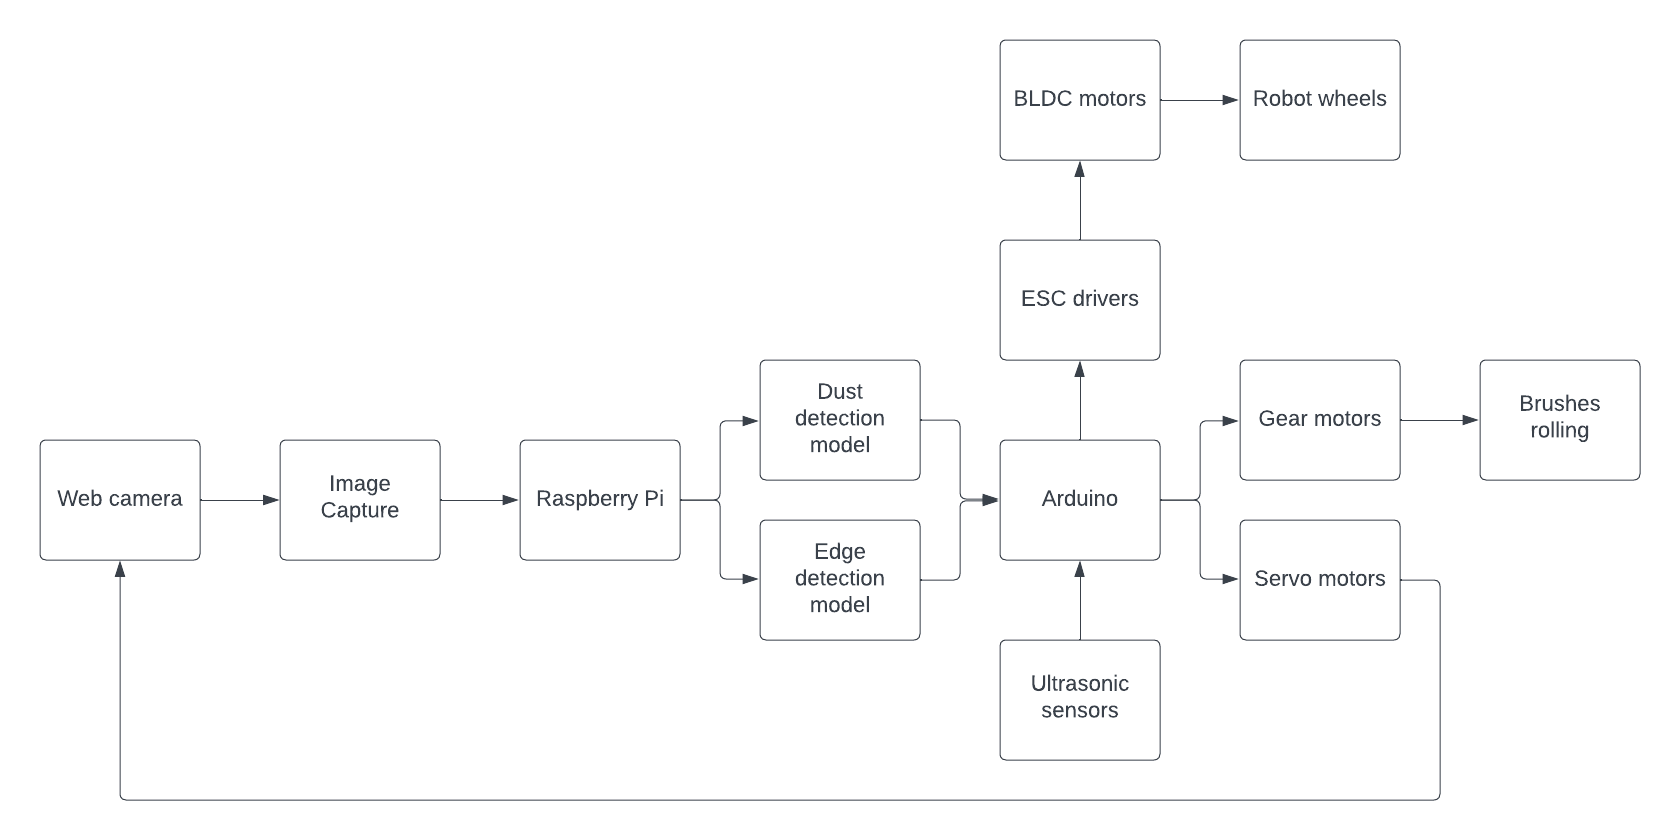 BLDC motors
Robot wheels
ESC drivers
Dust
detection
model
Gear motors
Brushes
rolling
Web camera
Image
Capture
Raspberry Pi
Arduino
Edge
detection
model
Servo motors
Ultrasonic
sensors